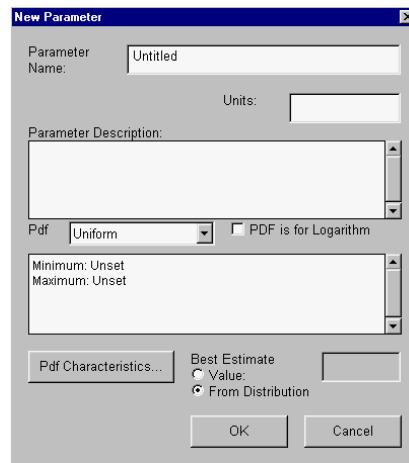 New Parameter
Parameter Name:
Untitled
Units:
Parameter Description:
Pdf
Uniform
PDF is for Logarithm
Minimum: Unset
Maximum: Unset
Pdf Characteristics...
Best Estimate
Value:
From Distribution
OK
Cancel